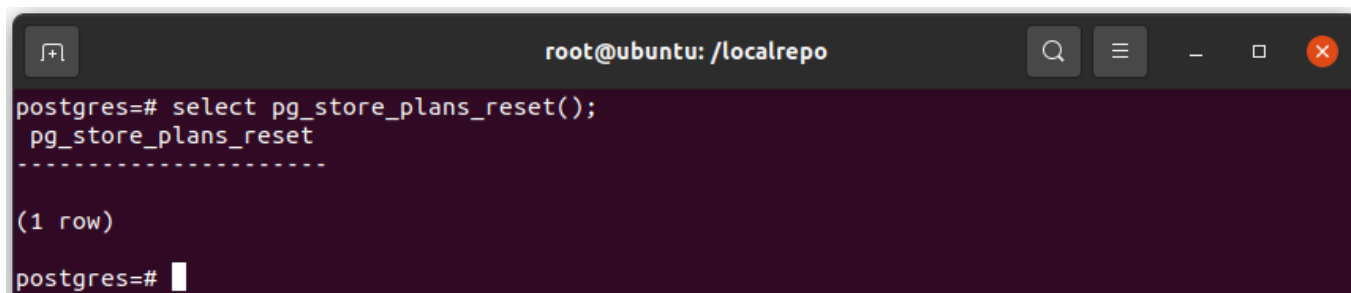 root@ubuntu: /localrepo
postgres=# select pg_store_plans_reset();
 pg_store_plans_reset
----------------------

(1 row)

postgres=#